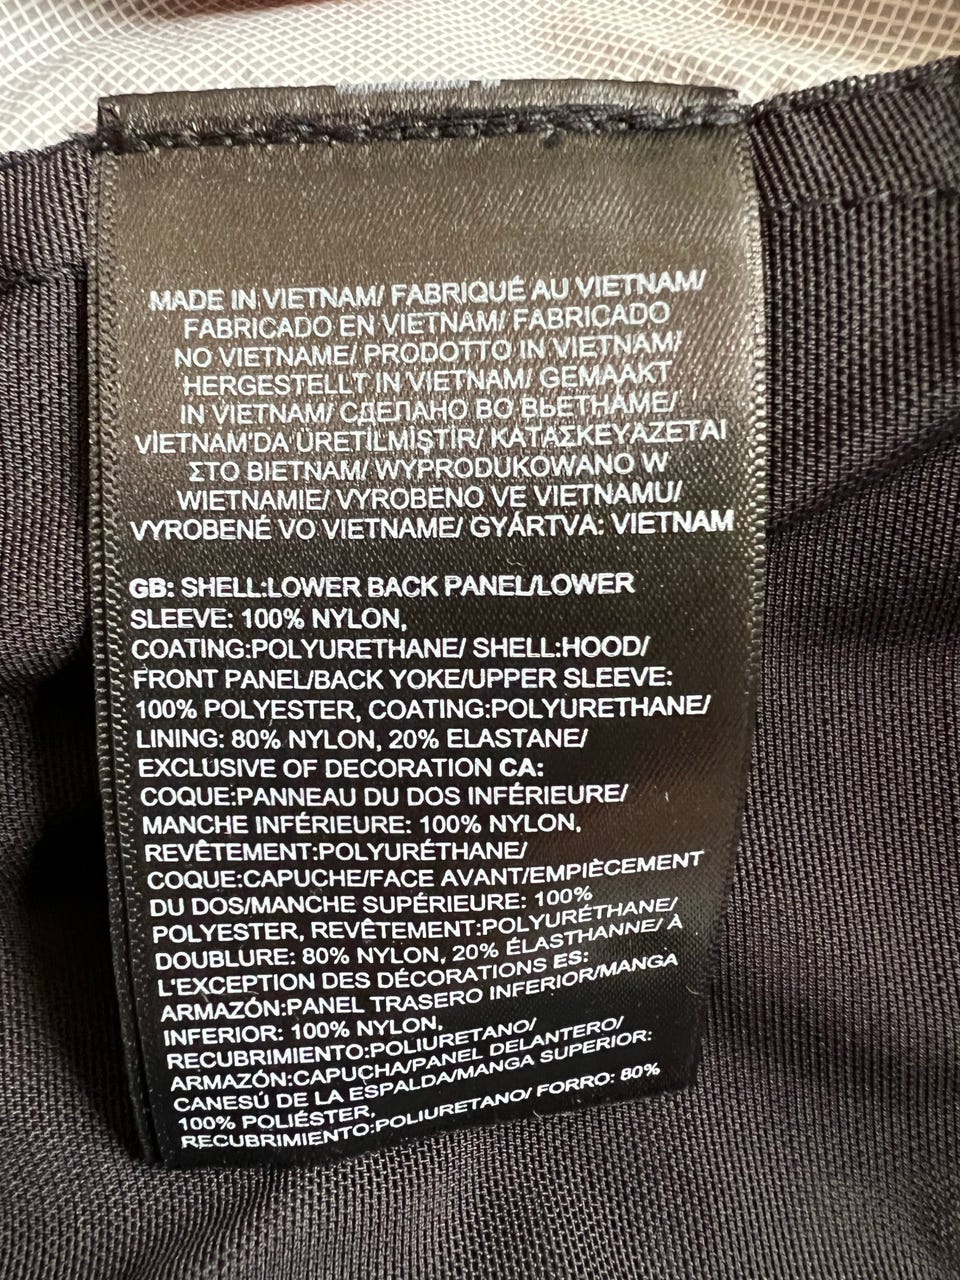 MADE IN VIETNAM/ FABRIQUÉ AU VIETNAM/
FABRICADO EN VIETNAM/ FABRICADO
NO VIETNAME/ PRODOTTO IN VIETNAM/
HERGESTELLT IN VIETNAM/ GEMAAKT
IN VIETNAM/ СДЕЛАНО ВО ВЬЕТНАМЕ/
VİETNAM'DA ÜRETİLMİŞTİR/ ΚΑΤΑΣΚΕΥΑΖΕΤΑΙ
ΣΤΟ ΒΙΕΤΝΑΜ/ WYPRODUKOWANO W
WIETNAMIE/ VYROBENO VE VIETNAMU/
VYROBENÉ VO VIETNAME/ GYÁRTVA: VIETNAM
GB: SHELL:LOWER BACK PANEL/LOWER
SLEEVE: 100% NYLON,
COATING:POLYURETHANE/ SHELL:HOOD/
FRONT PANEL/BACK YOKE/UPPER SLEEVE:
100% POLYESTER, COATING:POLYURETHANE/
LINING: 80% NYLON, 20% ELASTANE/
EXCLUSIVE OF DECORATION CA:
COQUE:PANNEAU DU DOS INFÉRIEURE/
MANCHE INFÉRIEURE: 100% NYLON,
REVÊTEMENT:POLYURÉTHANE/
COQUE:CAPUCHE/FACE AVANT/EMPIÈCEMENT
DU DOS/MANCHE SUPÉRIEURE: 100%
POLYESTER, REVÊTEMENT:POLYURÉTHANE/
DOUBLURE: 80% NYLON, 20% ÉLASTHANNE/ À
L'EXCEPTION DES DÉCORATIONS ES:
ARMAZÓN:PANEL TRASERO INFERIOR/MANGA
INFERIOR: 100% NYLON,
RECUBRIMIENTO:POLIURETANO/
ARMAZÓN:CAPUCHA/PANEL DELANTERO/
CANESÚ DE LA ESPALDA/MANGA SUPERIOR:
100% POLIÉSTER,
RECUBRIMIENTO:POLIURETANO/ FORRO: 80%